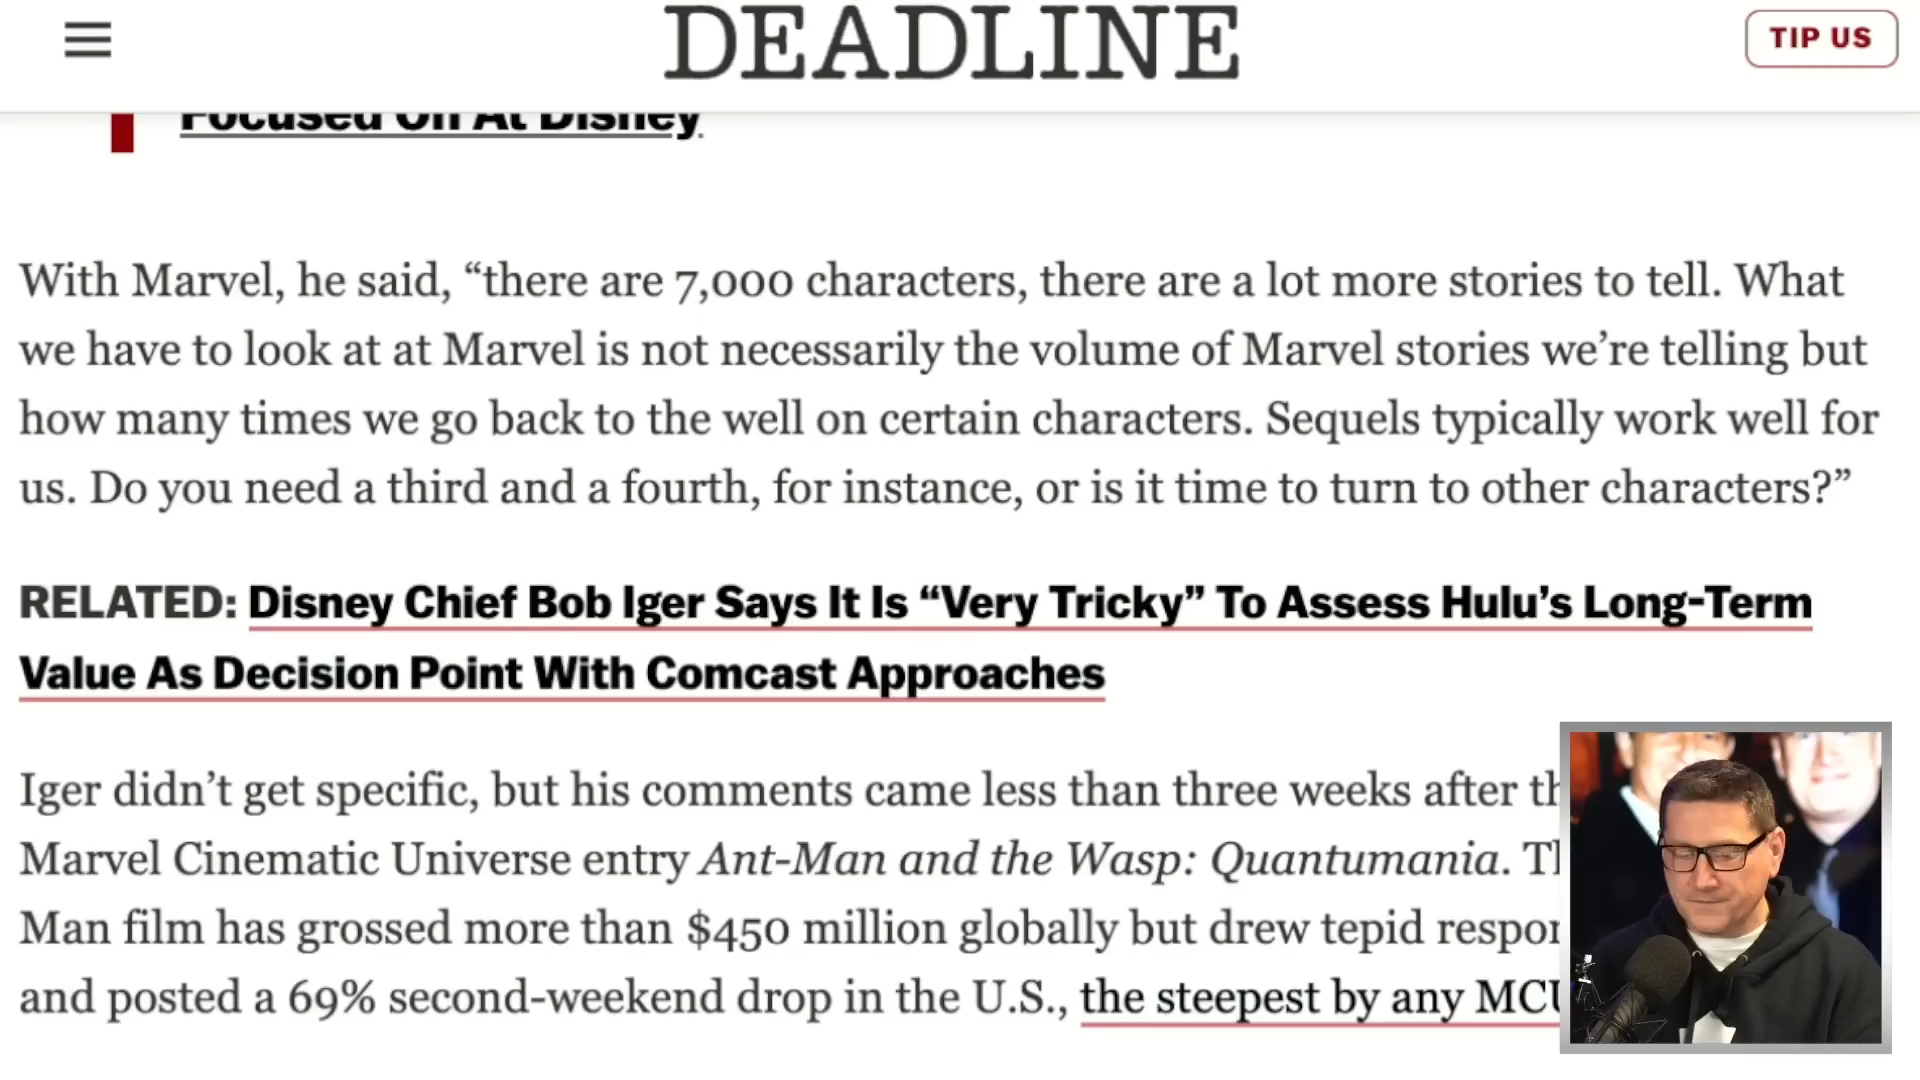 DEADLINE
TIP US
Focused On At Disney
With Marvel, he said, “there are 7,000 characters, there are a lot more stories to tell. What
we have to look at at Marvel is not necessarily the volume of Marvel stories we’re telling but
how many times we go back to the well on certain characters. Sequels typically work well for
us. Do you need a third and a fourth, for instance, or is it time to turn to other characters?”
RELATED: Disney Chief Bob Iger Says It Is “Very Tricky” To Assess Hulu’s Long-Term
Value As Decision Point With Comcast Approaches
Iger didn’t get specific, but his comments came less than three weeks after
Marvel Cinematic Universe entry Ant-Man and the Wasp: Quantumania.
Man film has grossed more than $450 million globally but drew tepid
and posted a 69% second-weekend drop in the U.S., the steepest by any